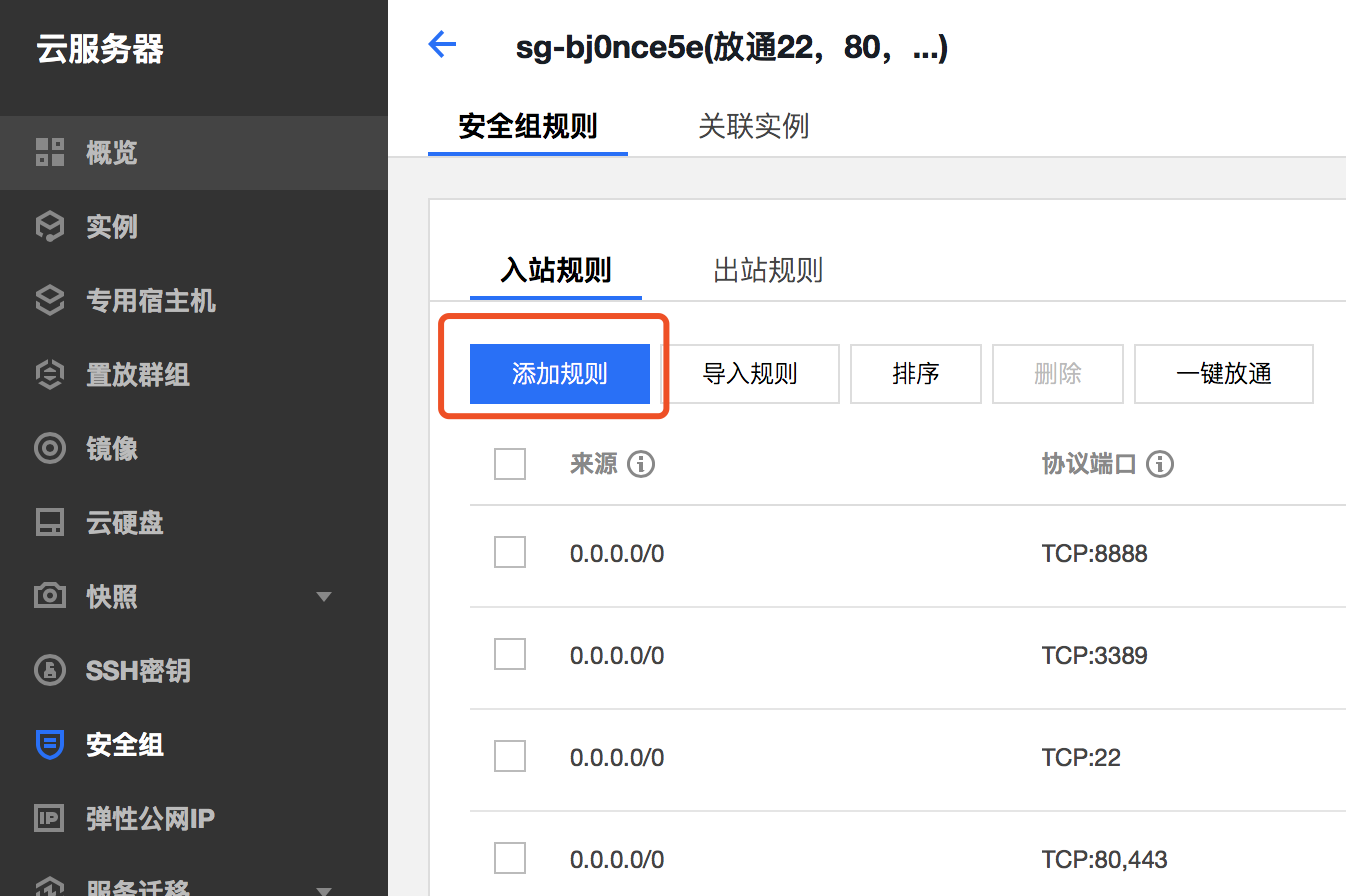 云服务器
概览
实例
专用宿主机
置放群组
镜像
云硬盘
快照
SSH密钥
安全组
弹性公网IP
服务迁移
sg-bj0nce5e(放通22，80，...)
安全组规则 关联实例
入站规则 出站规则
添加规则 导入规则 排序 删除 一键放通
来源 协议端口
0.0.0.0/0 TCP:8888
0.0.0.0/0 TCP:3389
0.0.0.0/0 TCP:22
0.0.0.0/0 TCP:80,443